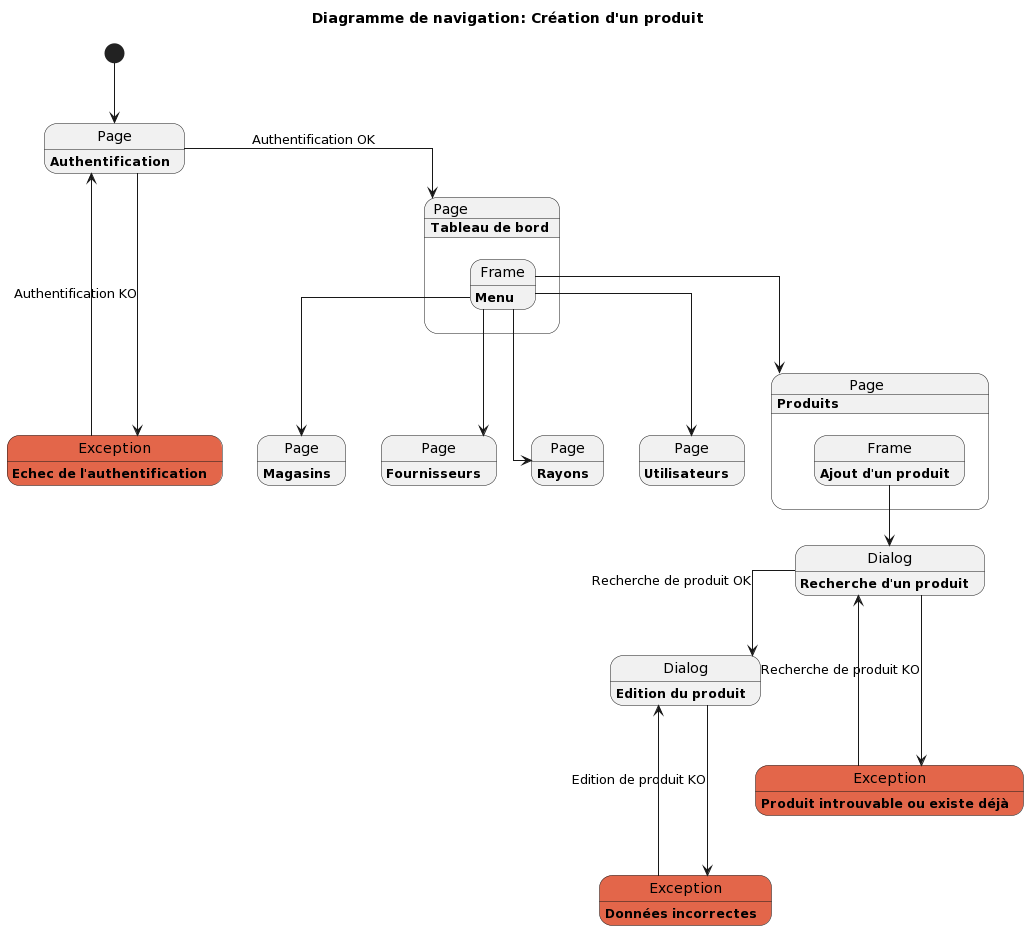 Diagramme de navigation: Création d'un produit
Page
Authentification
Authentification OK
Page
Tableau de bord
Frame
Menu
Authentification KO
Page
Produits
Exception
Echec de l'authentification
Page
Magasins
Page
Fournisseurs
Page
Rayons
Page
Utilisateurs
Frame
Ajout d'un produit
Dialog
Recherche d'un produit
Recherche de produit OK
Dialog
Edition du produit
Recherche de produit KO
Edition de produit KO
Exception
Produit introuvable ou existe déjà
Exception
Données incorrectes